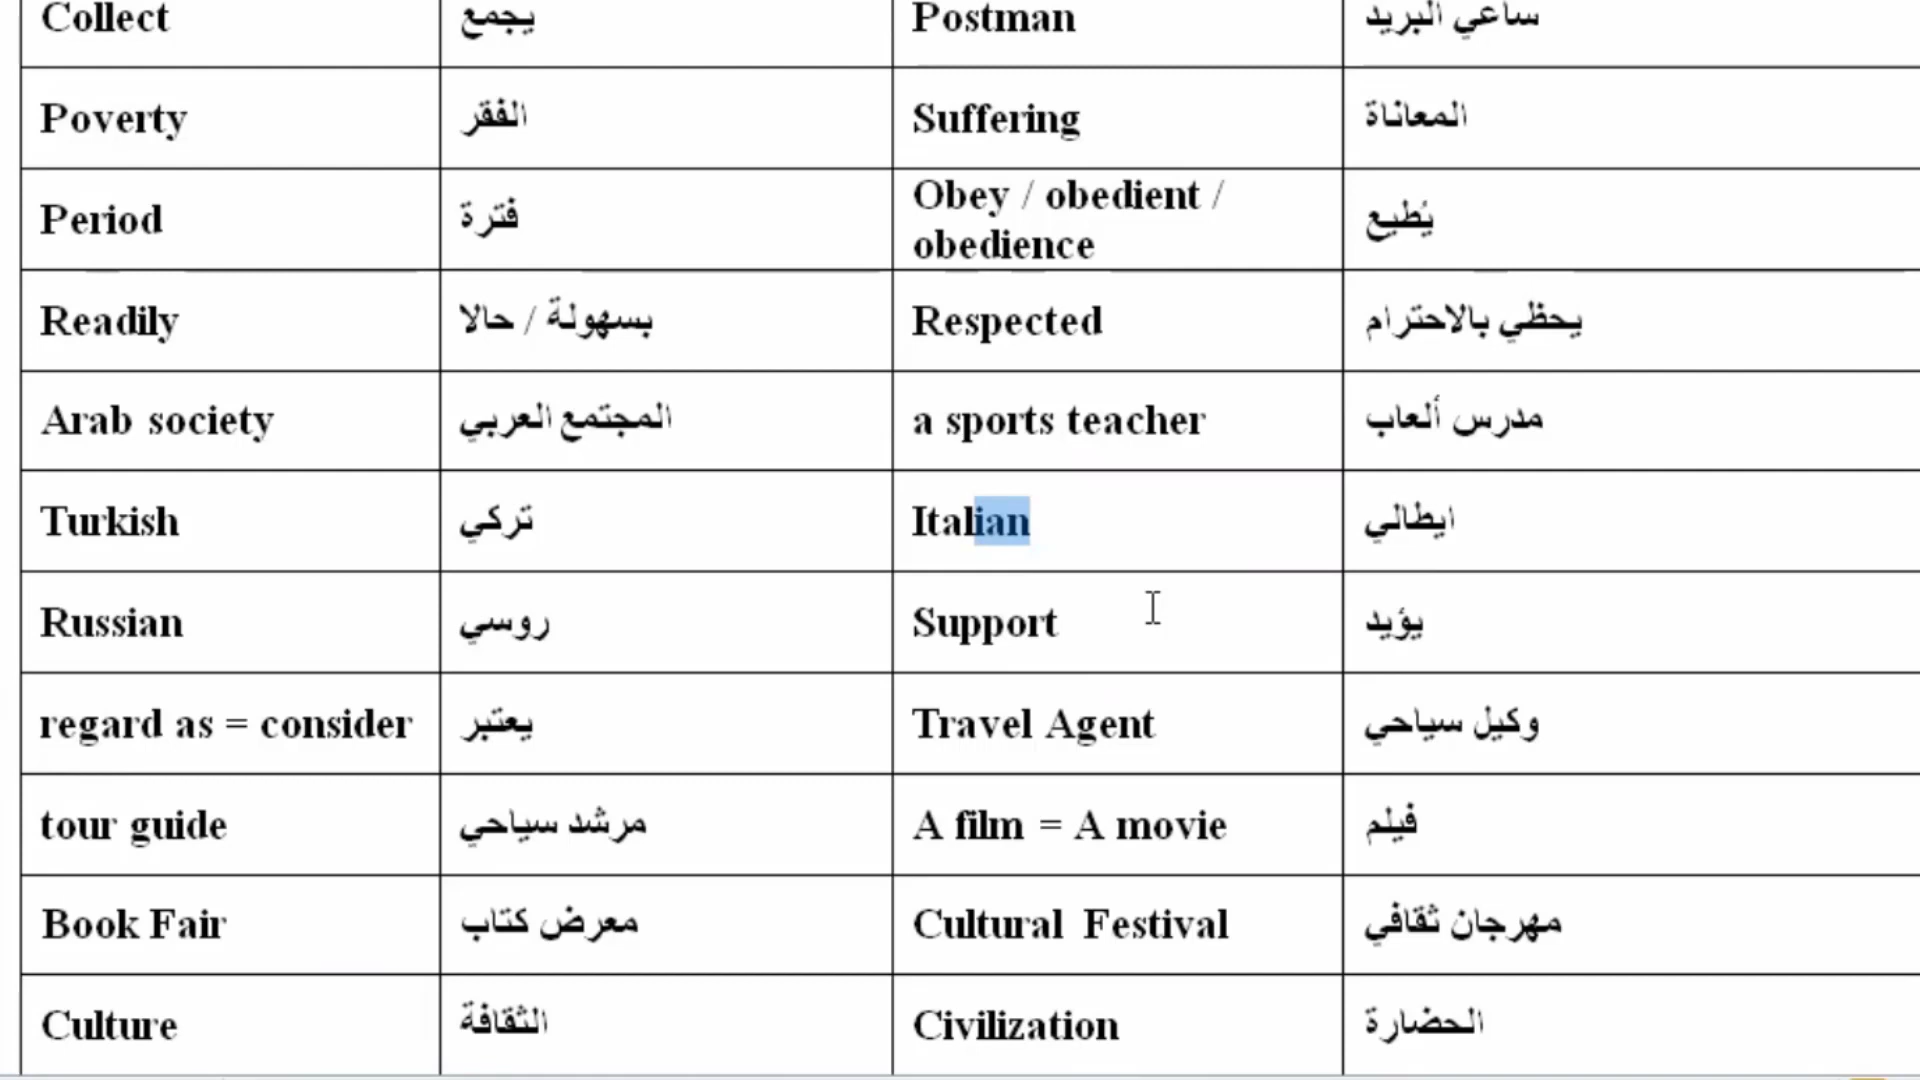 Collect يجمع Postman ساعي البريد
Poverty الفقر Suffering المعاناة
Period فترة Obey / obedient /
obedience يُطيع
Readily بسهولة / حالا Respected يحظي بالاحترام
Arab society المجتمع العربي a sports teacher مدرس ألعاب
Turkish تركي Italian ايطالي
Russian روسي Support يؤيد
regard as = consider يعتبر Travel Agent وكيل سياحي
tour guide مرشد سياحي A film = A movie فيلم
Book Fair معرض كتاب Cultural Festival مهرجان ثقافي
Culture الثقافة Civilization الحضارة